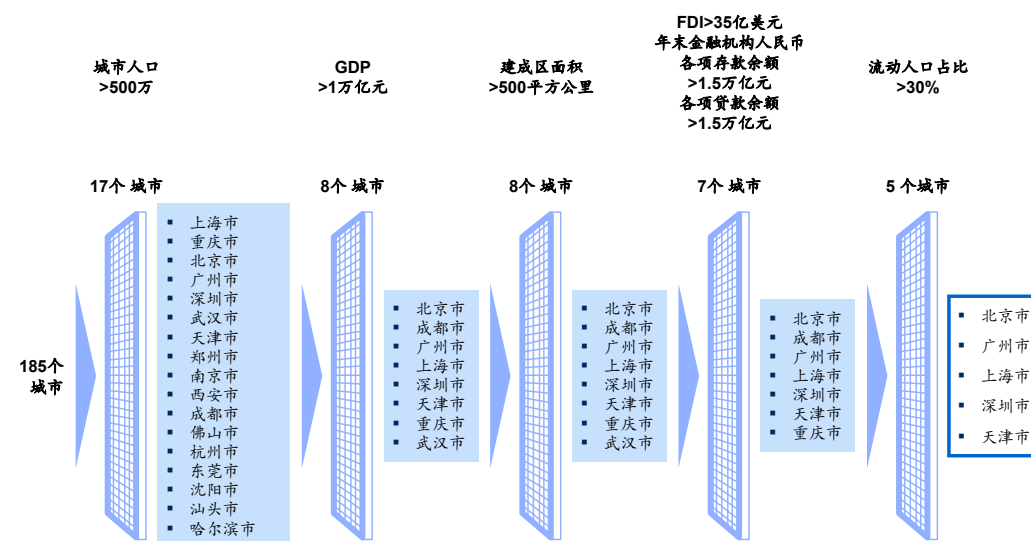 城市人口
>500万
GDP
>1万亿元
建成区面积
>500平方公里
FDI>35亿美元
年末金融机构人民币
各项存款余额
>1.5万亿元
各项贷款余额
>1.5万亿元
流动人口占比
>30%
17个 城市
8个 城市
8个 城市
7个 城市
5 个城市
185个
城市
▪ 上海市
▪ 重庆市
▪ 北京市
▪ 广州市
▪ 深圳市
▪ 武汉市
▪ 天津市
▪ 郑州市
▪ 南京市
▪ 西安市
▪ 成都市
▪ 佛山市
▪ 杭州市
▪ 东莞市
▪ 沈阳市
▪ 汕头市
▪ 哈尔滨市
▪ 北京市
▪ 成都市
▪ 广州市
▪ 上海市
▪ 深圳市
▪ 天津市
▪ 重庆市
▪ 武汉市
▪ 北京市
▪ 成都市
▪ 广州市
▪ 上海市
▪ 深圳市
▪ 天津市
▪ 重庆市
▪ 武汉市
▪ 北京市
▪ 成都市
▪ 广州市
▪ 上海市
▪ 深圳市
▪ 天津市
▪ 重庆市
▪ 北京市
▪ 广州市
▪ 上海市
▪ 深圳市
▪ 天津市